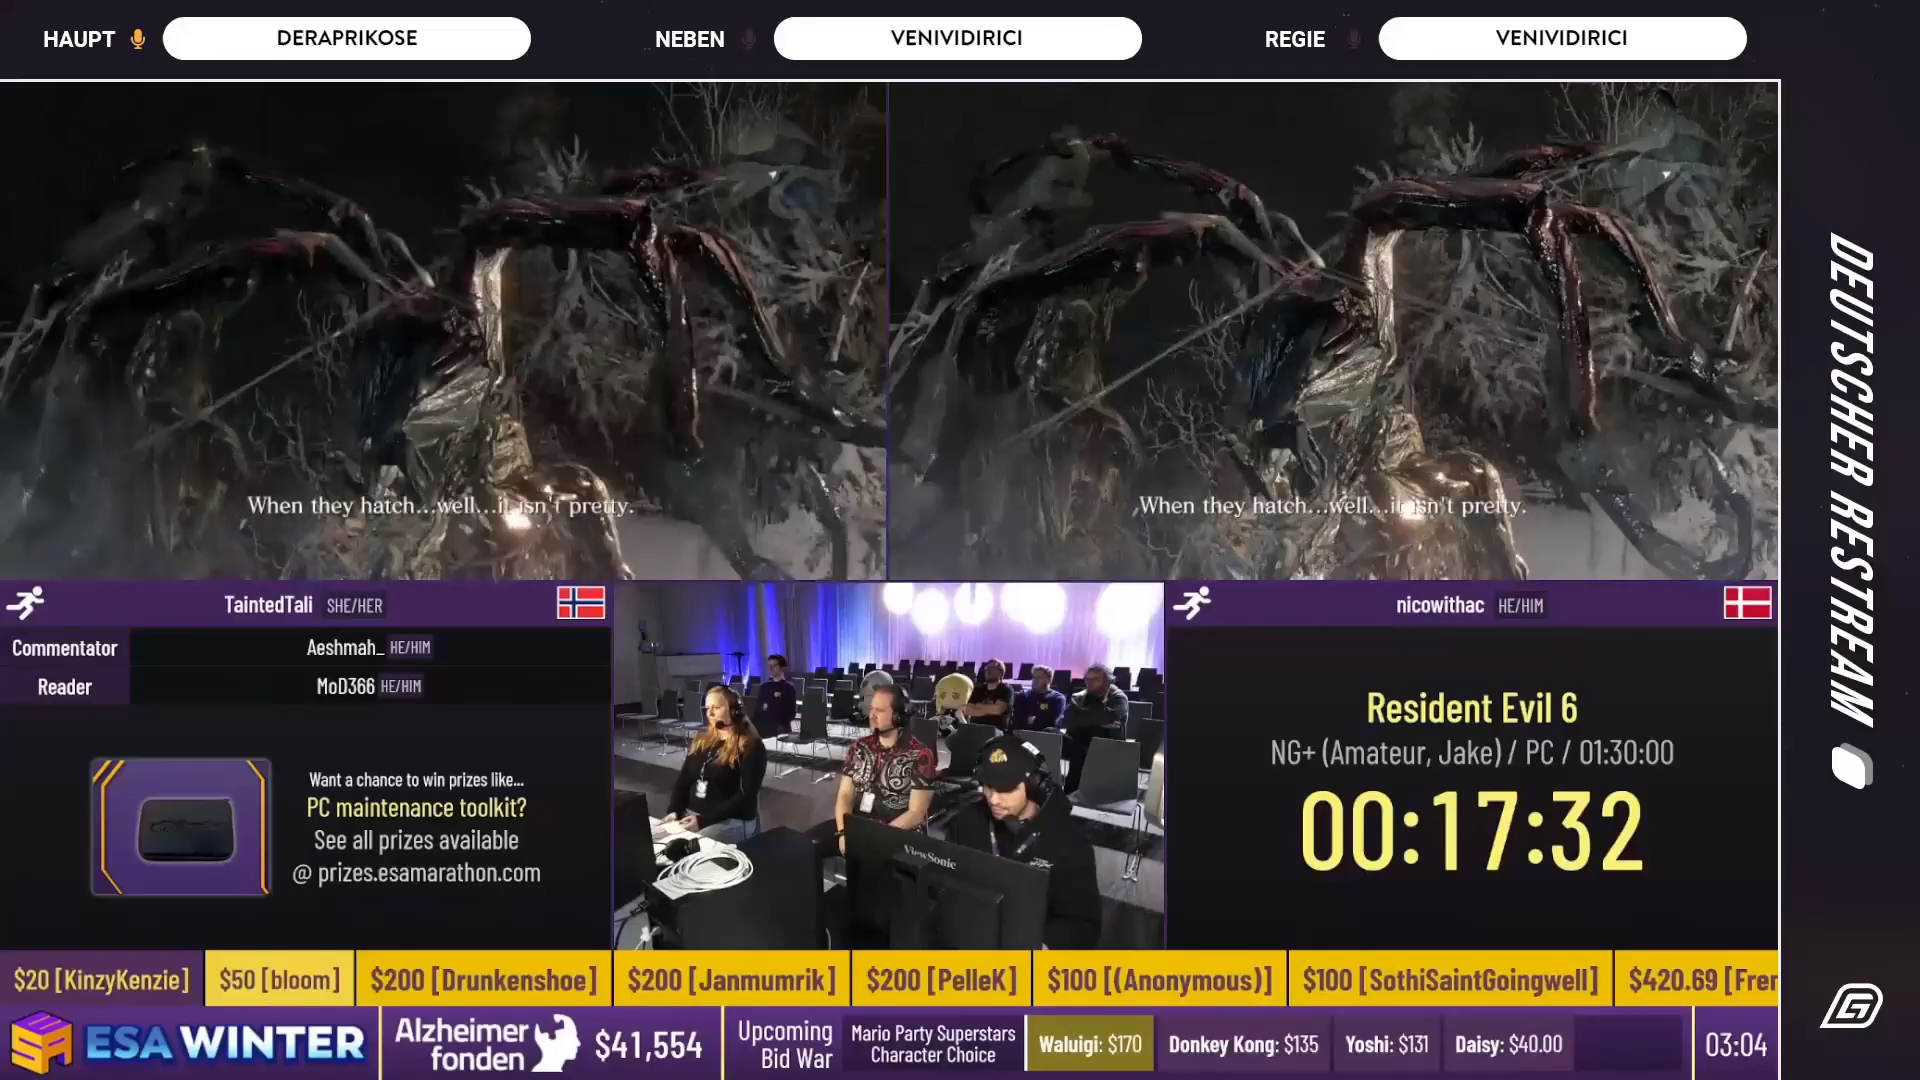 HAUPT
DERAPRIKOSE
NEBEN
VENIVIDIRICI
REGIE
VENIVIDIRICI
When they hatch...well...it isn't pretty.
When they hatch...well...it isn't pretty.
DEUTSCHER RESTREAM
TaintedTali SHE/HER
Commentator Aeshmah_ HE/HIM
Reader MoD366 HE/HIM
Want a chance to win prizes like...
PC maintenance toolkit?
See all prizes available
@ prizes.esamarathon.com
ViewSonic
nicowithac HE/HIM
Resident Evil 6
NG+ (Amateur, Jake) / PC / 01:30:00
00:17:32
$20 [KinzyKenzie]
$50 [bloom]
$200 [Drunkenshoe]
$200 [Janmumrik]
$200 [PelleK]
$100 [(Anonymous)]
$100 [SothiSaintGoingwell]
$420.69 [Frer
ESA WINTER
Alzheimer
fonden
$41,554
Upcoming
Bid War
Mario Party Superstars
Character Choice
Waluigi: $170
Donkey Kong: $135
Yoshi: $131
Daisy: $40.00
03:04